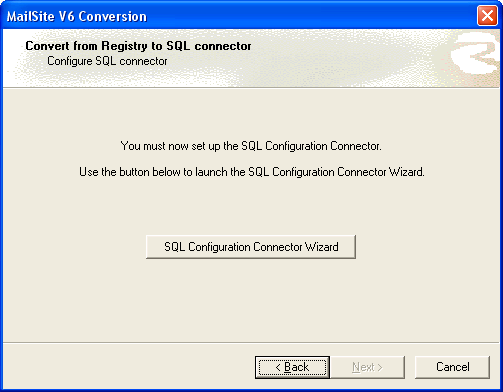 MailSite V6 Conversion
Convert from Registry to SQL connector
Configure SQL connector
You must now set up the SQL Configuration Connector.
Use the button below to launch the SQL Configuration Connector Wizard.
SQL Configuration Connector Wizard
< Back Next > Cancel